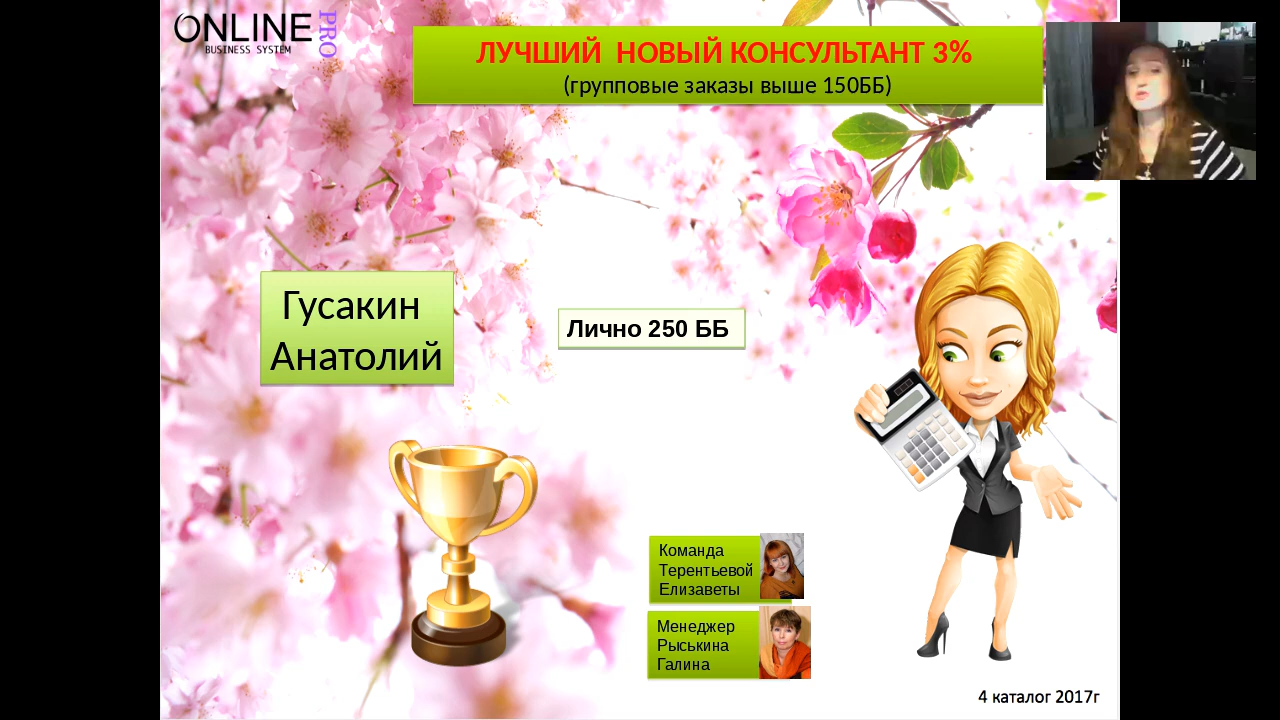 ONLINE PRO
BUSINESS SYSTEM
ЛУЧШИЙ НОВЫЙ КОНСУЛЬТАНТ 3%
(групповые заказы выше 150ББ)
Гусакин
Анатолий
Лично 250 ББ
Команда
Терентьевой
Елизаветы
Менеджер
Рыськина
Галина
4 каталог 2017г